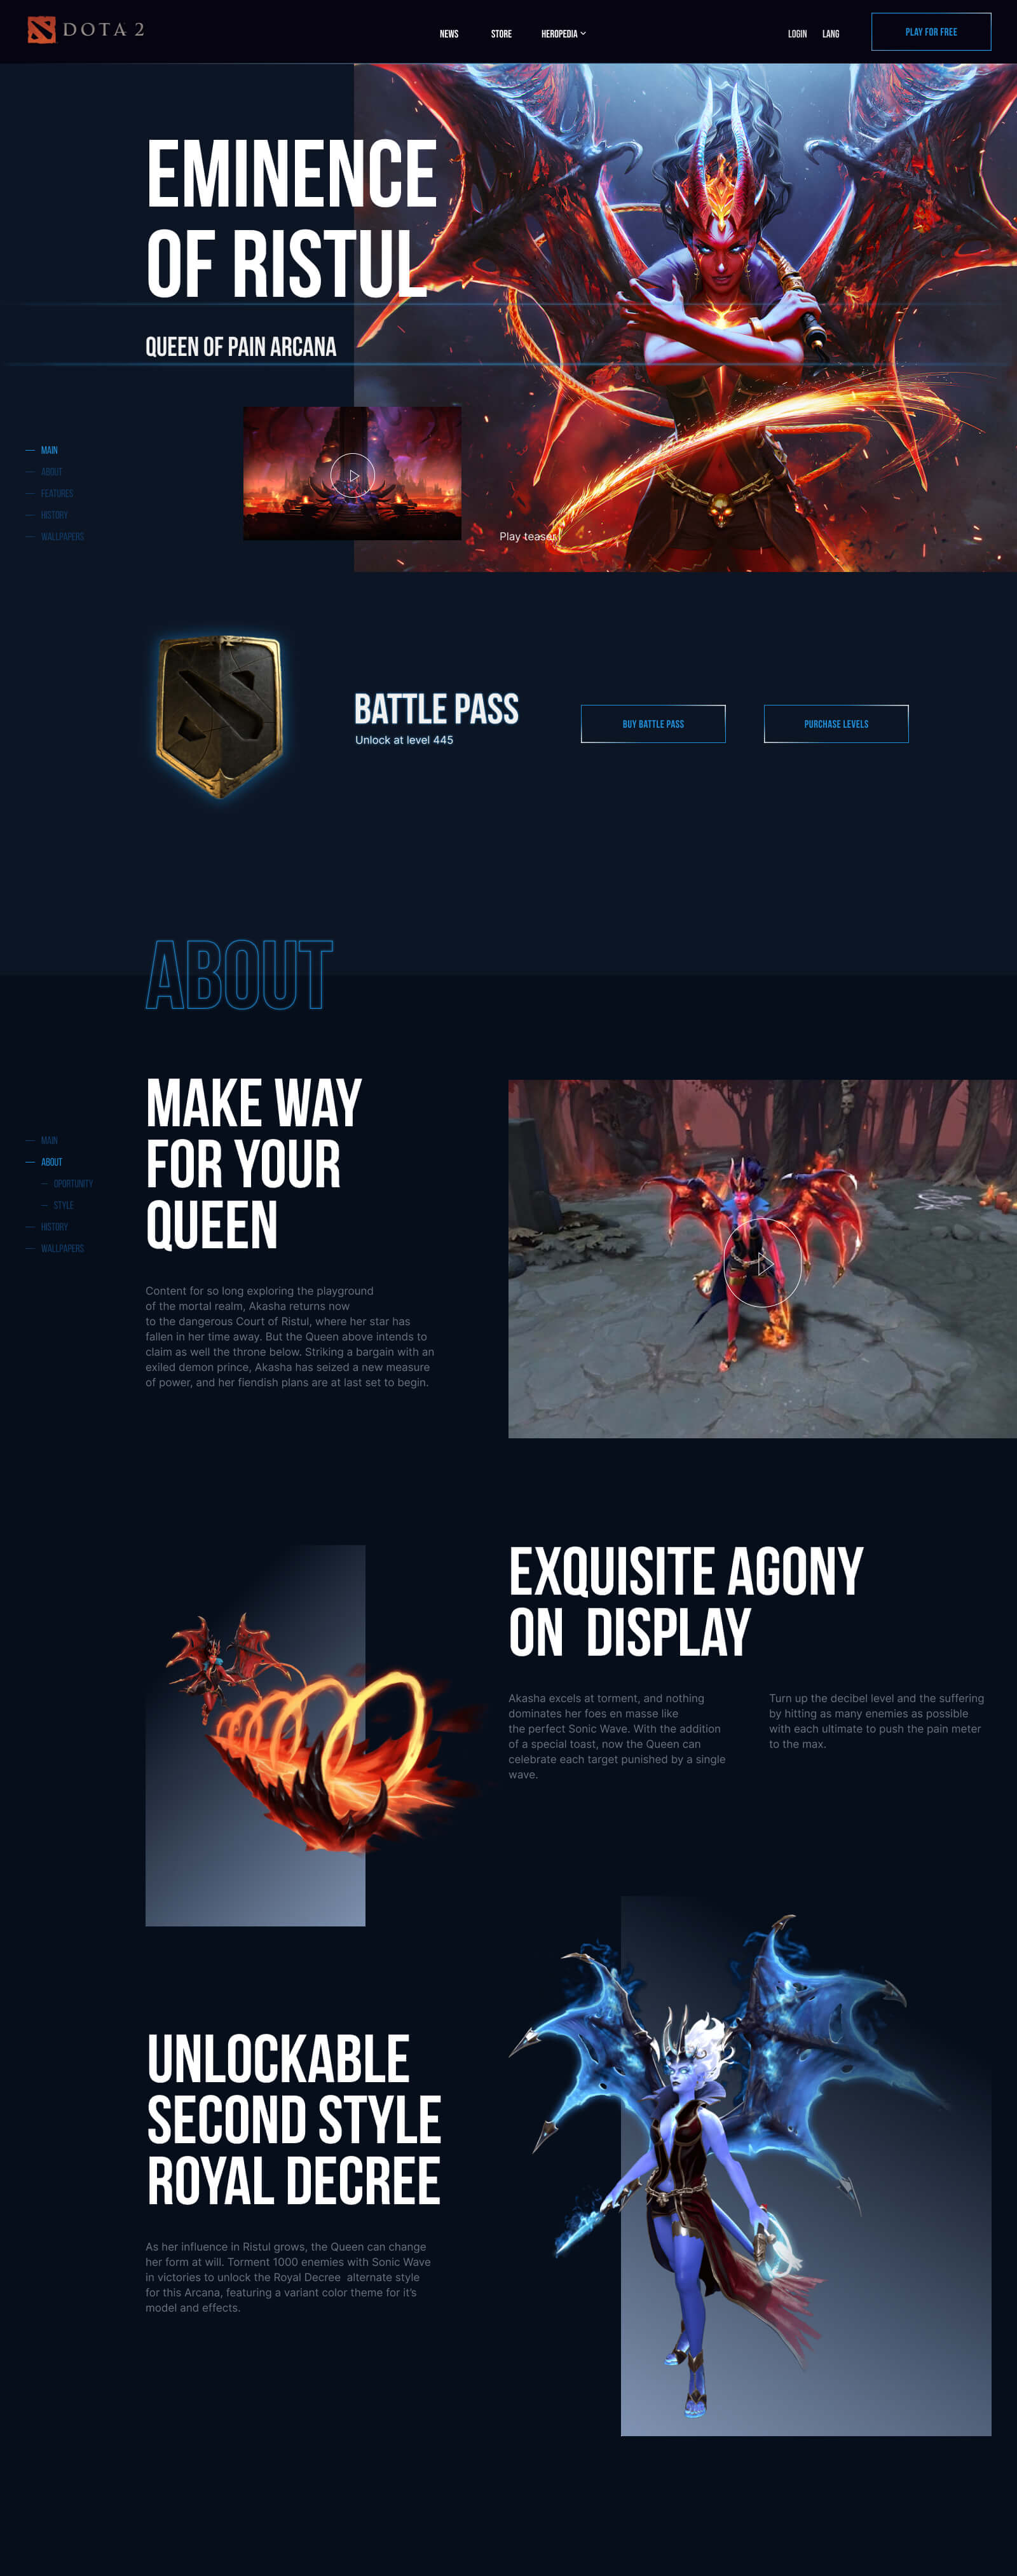 DOTA 2
NEWS
STORE
HEROPEDIA
LOGIN
LANG
PLAY FOR FREE
EMINENCE
OF RISTUL
QUEEN OF PAIN ARCANA
MAIN
ABOUT
FEATURES
HISTORY
WALLPAPERS
Play teaser
BATTLE PASS
Unlock at level 445
BUY BATTLE PASS
PURCHASE LEVELS
ABOUT
MAKE WAY
FOR YOUR
QUEEN
MAIN
ABOUT
OPORTUNITY
STYLE
HISTORY
WALLPAPERS
Content for so long exploring the playground
of the mortal realm, Akasha returns now
to the dangerous Court of Ristul, where her star has
fallen in her time away. But the Queen above intends to
claim as well the throne below. Striking a bargain with an
exiled demon prince, Akasha has seized a new measure
of power, and her fiendish plans are at last set to begin.
EXQUISITE AGONY
ON DISPLAY
Akasha excels at torment, and nothing
dominates her foes en masse like
the perfect Sonic Wave. With the addition
of a special toast, now the Queen can
celebrate each target punished by a single
wave.
Turn up the decibel level and the suffering
by hitting as many enemies as possible
with each ultimate to push the pain meter
to the max.
UNLOCKABLE
SECOND STYLE
ROYAL DECREE
As her influence in Ristul grows, the Queen can change
her form at will. Torment 1000 enemies with Sonic Wave
in victories to unlock the Royal Decree alternate style
for this Arcana, featuring a variant color theme for it's
model and effects.